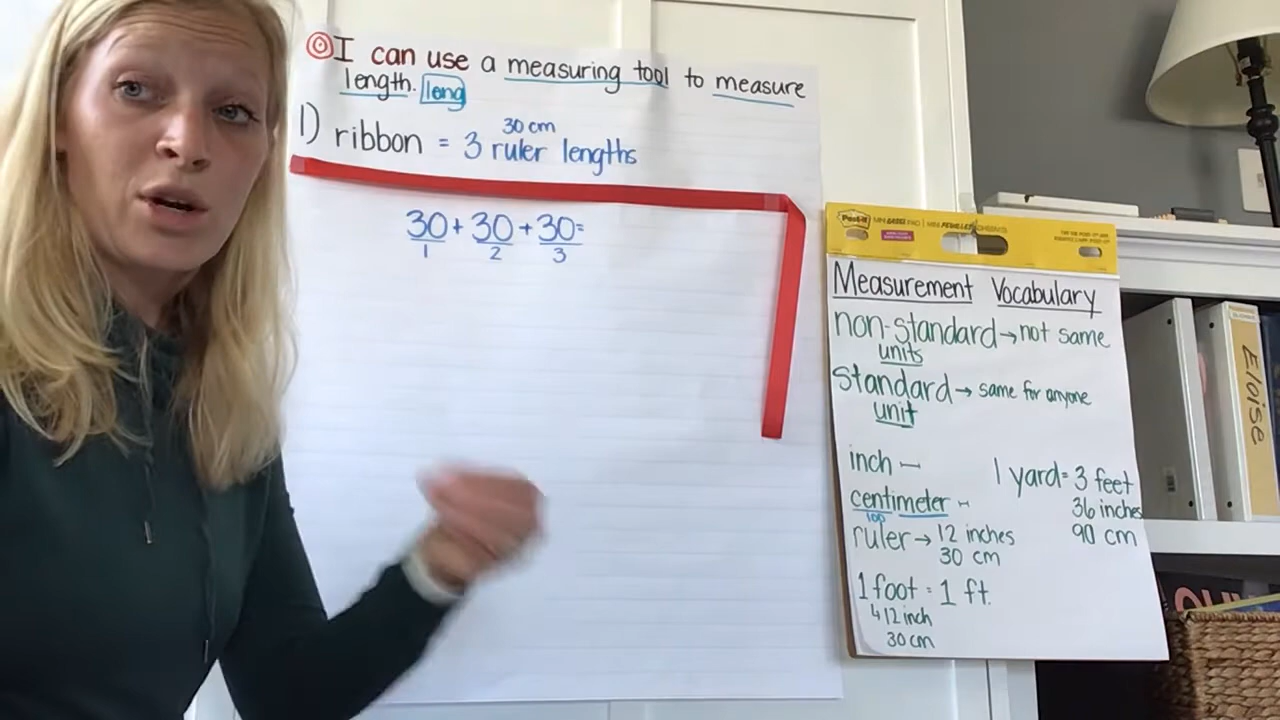 I can use a measuring tool to measure
length. long
30 cm
1) ribbon = 3 ruler lengths
30 + 30 + 30=
1 2 3
Post-it
Measurement Vocabulary
non-standard → not same
units
standard → same for anyone
unit
inch
centimeter
100
ruler → 12 inches
30 cm
1 foot = 1 ft.
12 inch
30 cm
1 yard = 3 feet
36 inches
90 cm
Eloise